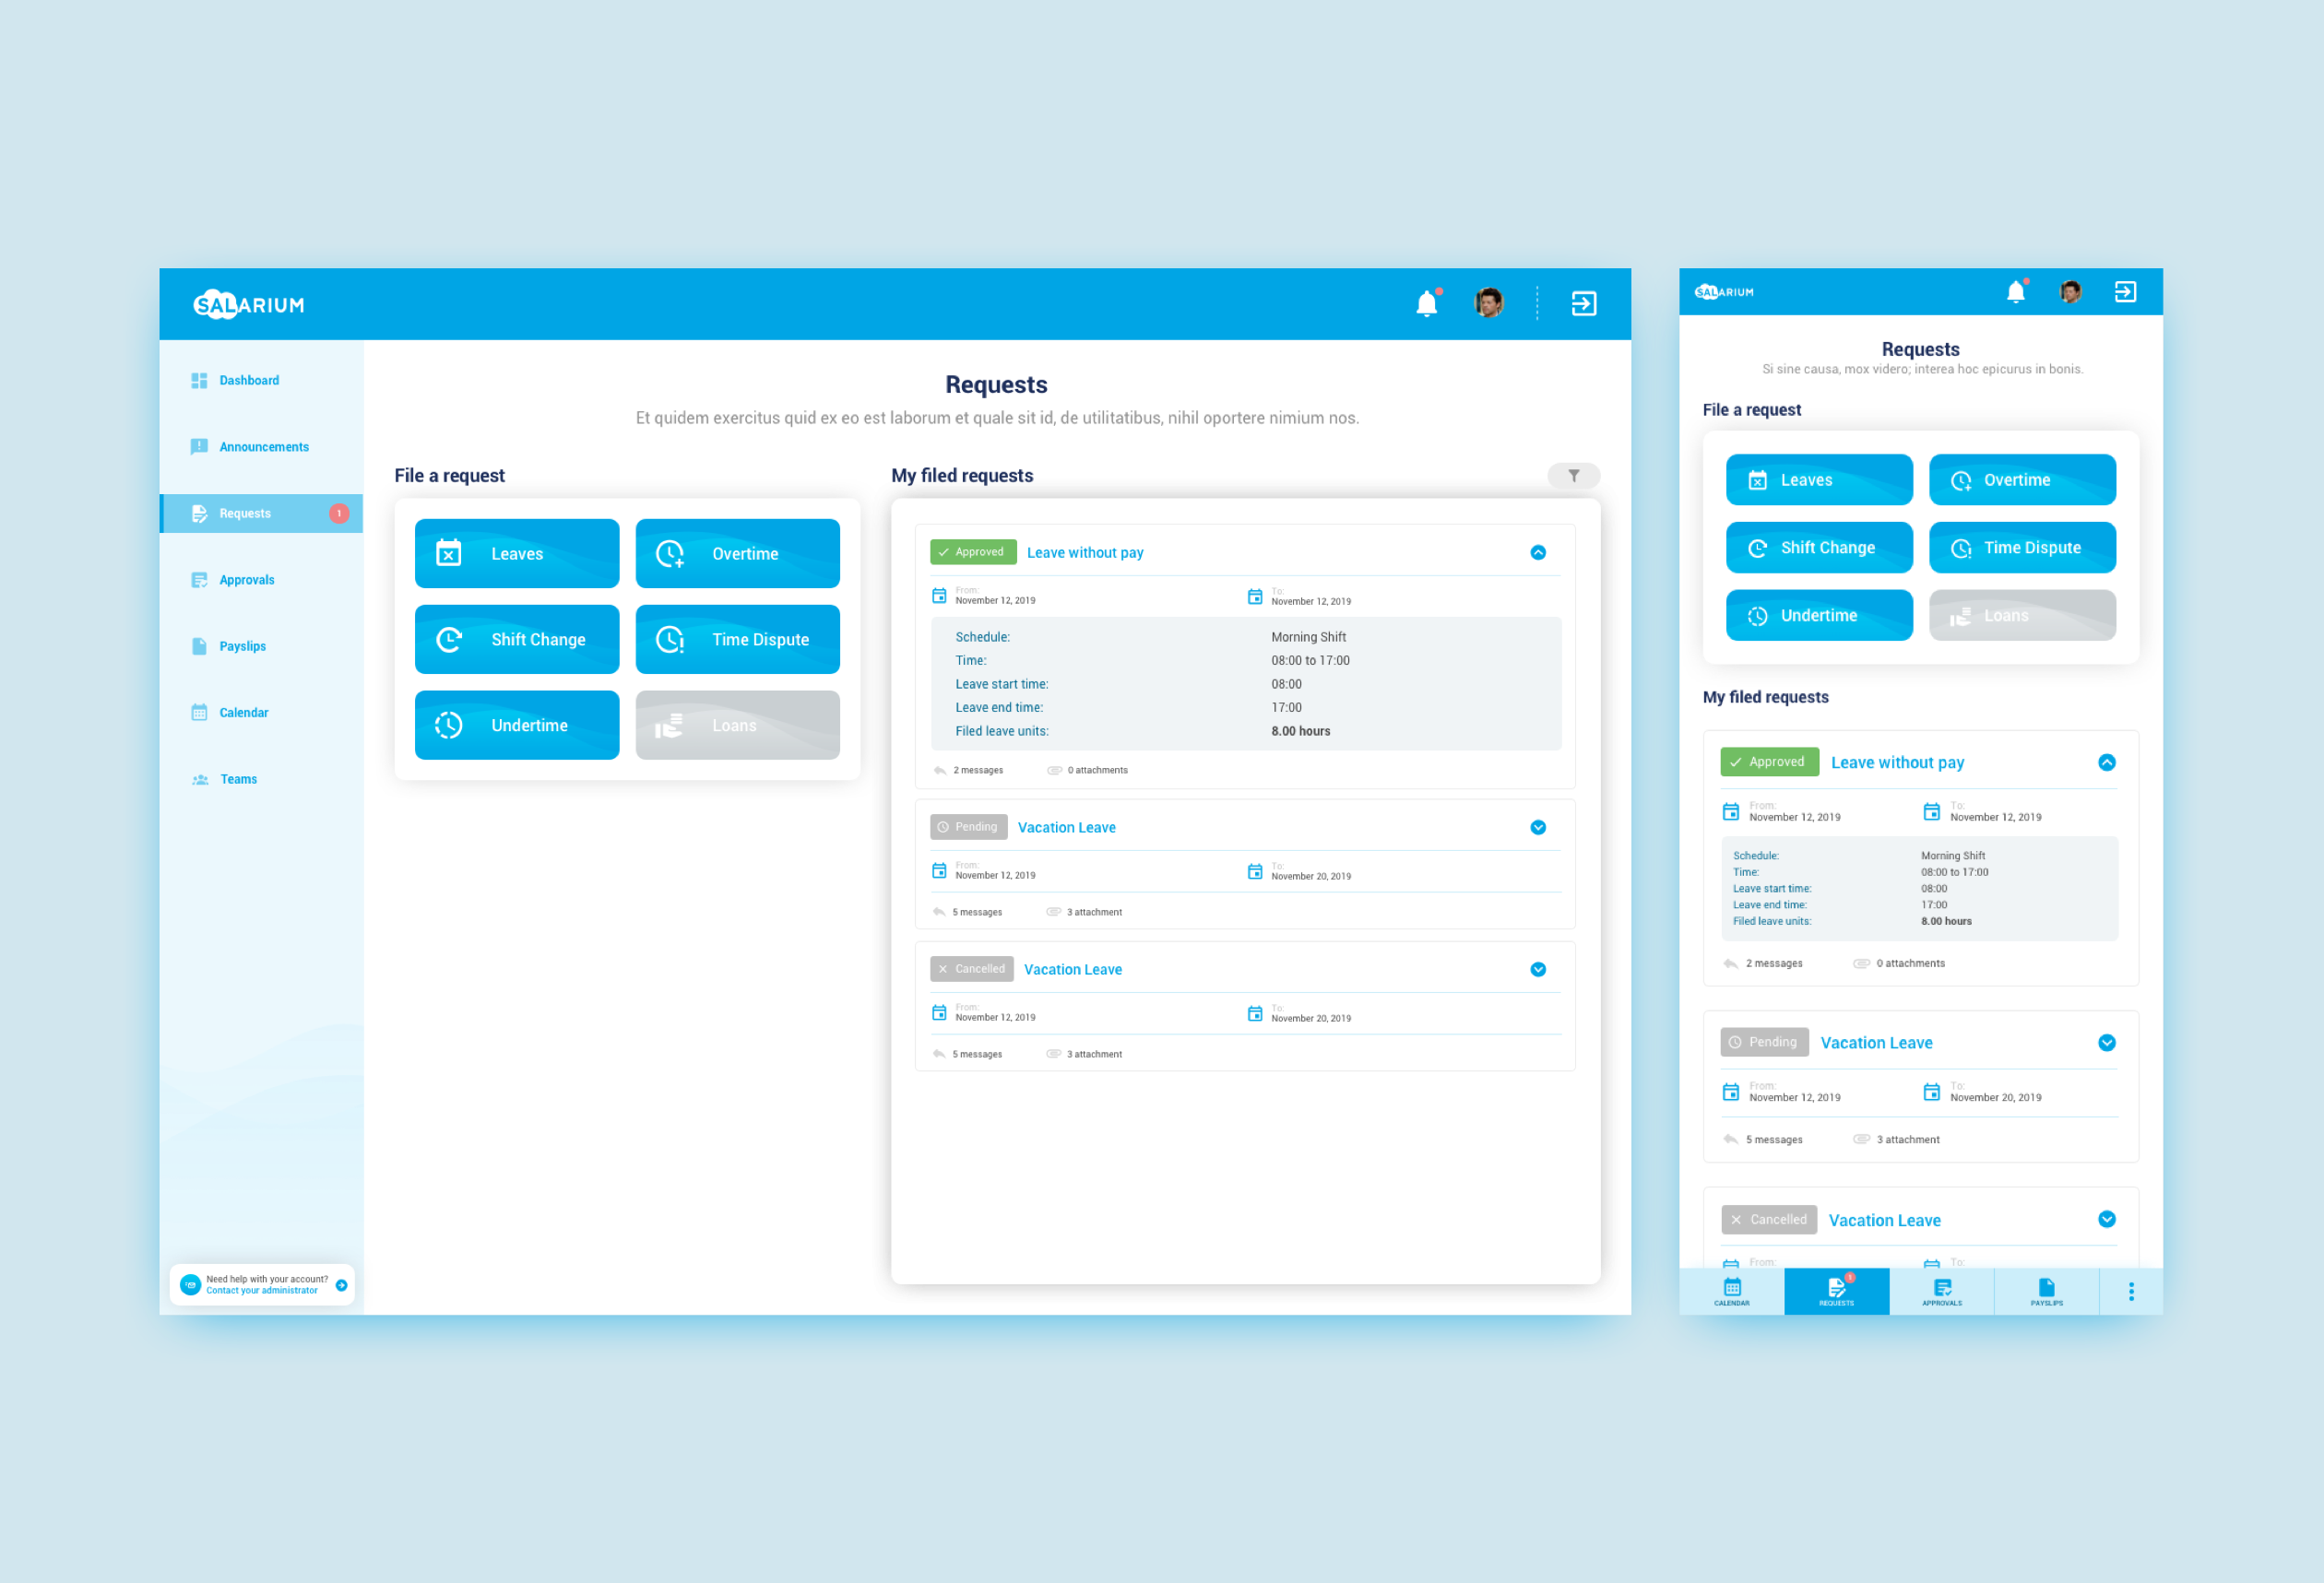 SALARIUM
Dashboard
Announcements
Requests 1
Approvals
Payslips
Calendar
Teams
Need help with your account?
Contact your administrator
Requests
Et quidem exercitus quid ex eo est laborum et quale sit id, de utilitatibus, nihil oportere nimium nos.
File a request
Leaves Overtime
Shift Change Time Dispute
Undertime Loans
My filed requests
Approved Leave without pay
From: To:
November 12, 2019 November 12, 2019
Schedule: Morning Shift
Time: 08:00 to 17:00
Leave start time: 08:00
Leave end time: 17:00
Filed leave units: 8.00 hours
2 messages 0 attachments
Pending Vacation Leave
From: To:
November 12, 2019 November 20, 2019
5 messages 3 attachment
Cancelled Vacation Leave
From: To:
November 12, 2019 November 20, 2019
5 messages 3 attachment
SALARIUM
Requests
Si sine causa, mox videro; interea hoc epicurus in bonis.
File a request
Leaves Overtime
Shift Change Time Dispute
Undertime Loans
My filed requests
Approved Leave without pay
From: To:
November 12, 2019 November 12, 2019
Schedule: Morning Shift
Time: 08:00 to 17:00
Leave start time: 08:00
Leave end time: 17:00
Filed leave units: 8.00 hours
2 messages 0 attachments
Pending Vacation Leave
From: To:
November 12, 2019 November 20, 2019
5 messages 3 attachment
Cancelled Vacation Leave
From: To:
1
CALENDAR REQUESTS APPROVALS PAYSLIPS